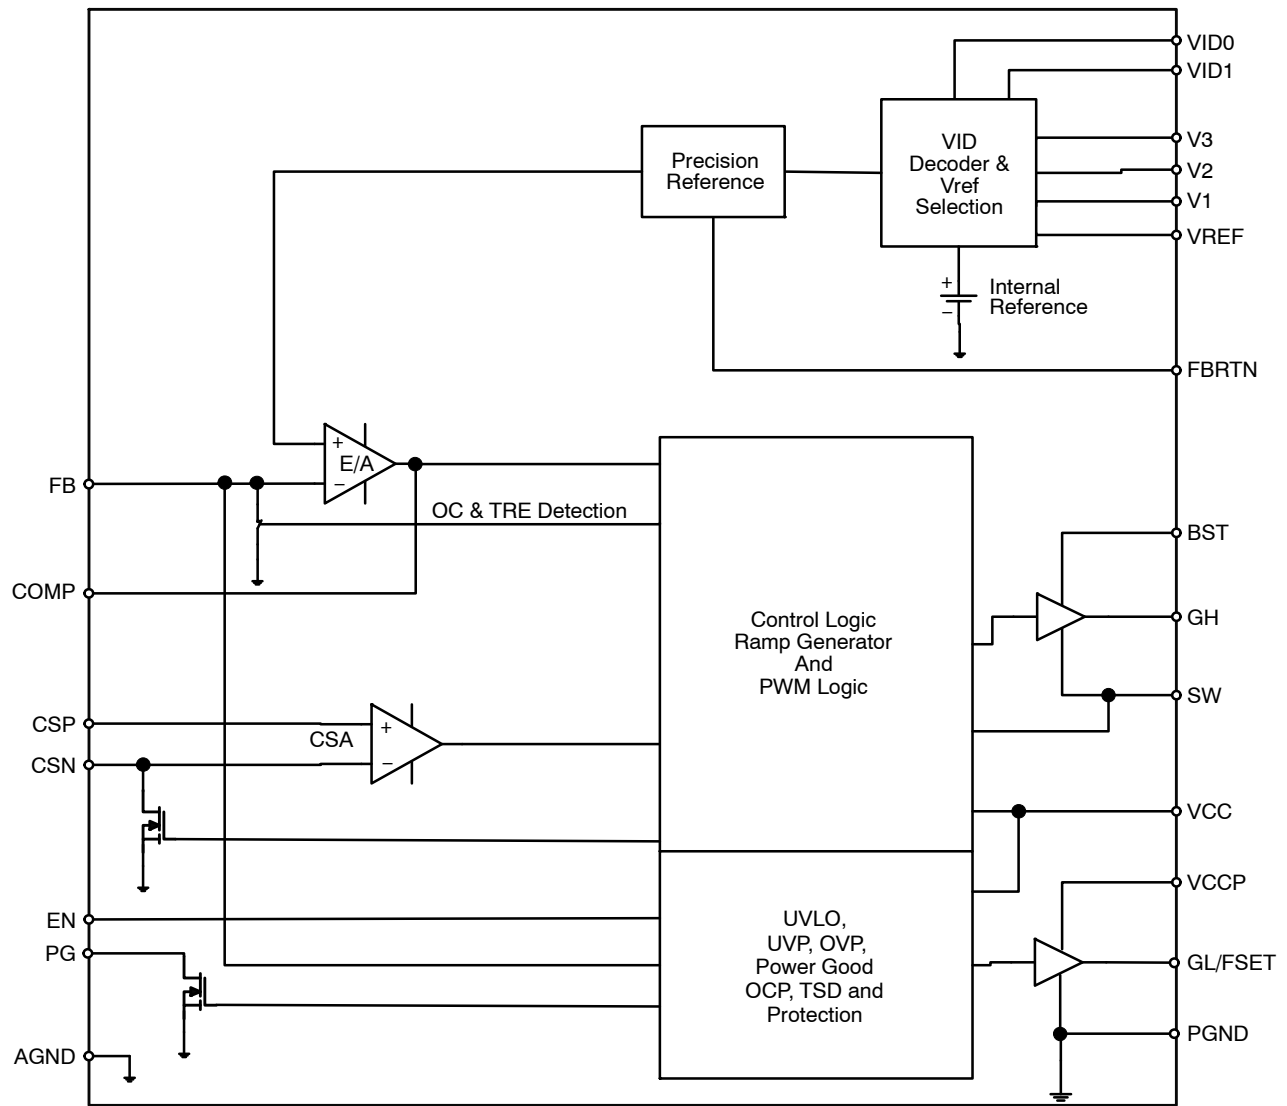 VID0
VID1
VID
Decoder &
Vref
Selection
Precision
Reference
V3
V2
V1
VREF
+
−
Internal
Reference
FBRTN
+
E/A
−
FB
OC & TRE Detection
COMP
BST
GH
SW
Control Logic
Ramp Generator
And
PWM Logic
CSP
CSN
CSA
+
−
VCC
VCCP
EN
PG
UVLO,
UVP, OVP,
Power Good
OCP, TSD and
Protection
GL/FSET
PGND
AGND